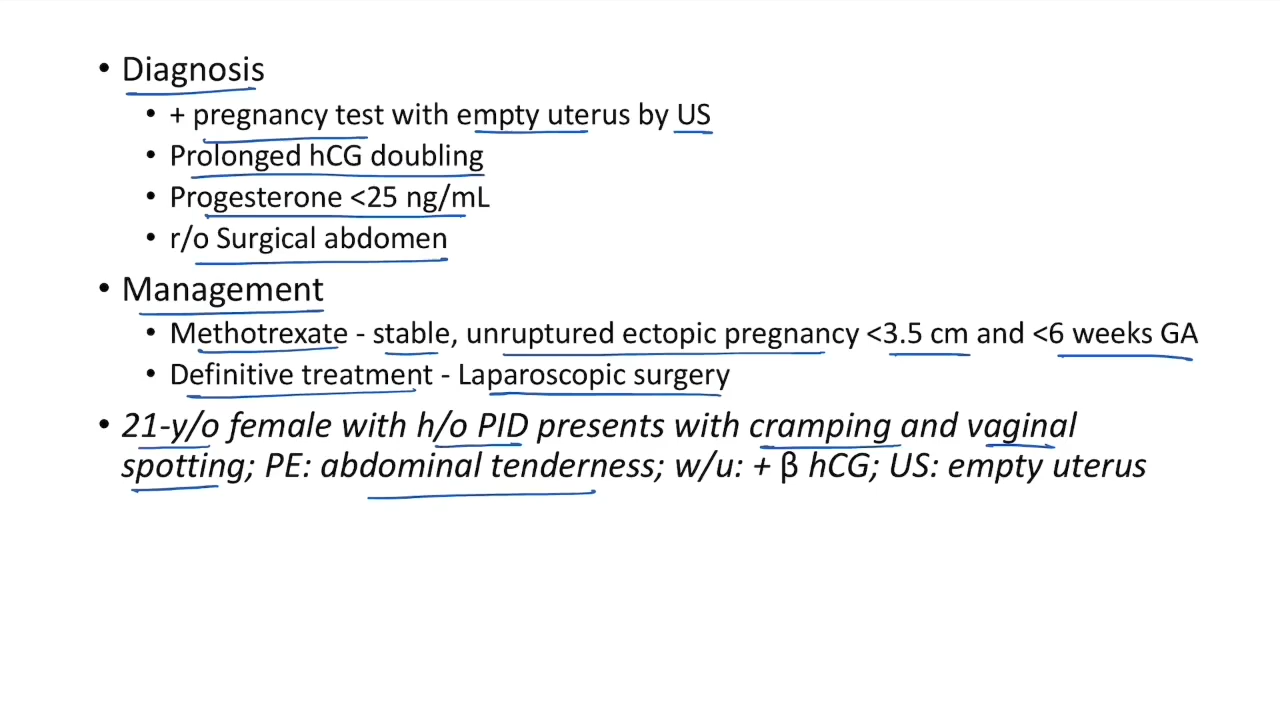 • Diagnosis
• + pregnancy test with empty uterus by US
• Prolonged hCG doubling
• Progesterone <25 ng/mL
• r/o Surgical abdomen
• Management
• Methotrexate - stable, unruptured ectopic pregnancy <3.5 cm and <6 weeks GA
• Definitive treatment - Laparoscopic surgery
• 21-y/o female with h/o PID presents with cramping and vaginal
spotting; PE: abdominal tenderness; w/u: + β hCG; US: empty uterus